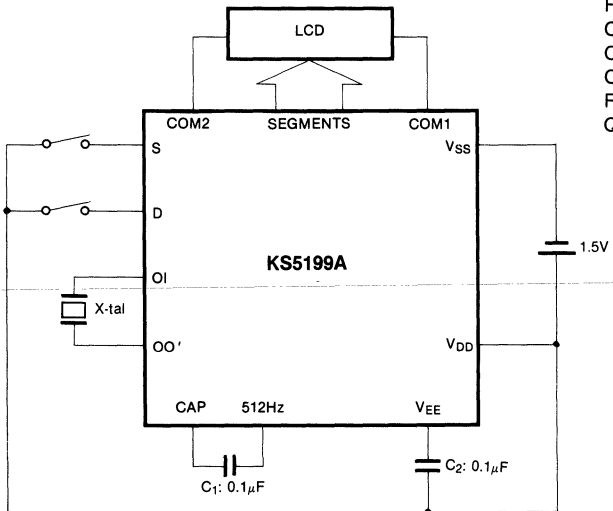 LCD
COM2 SEGMENTS COM1
S
VSS
D
1.5V
KS5199A
OI
X-tal
OO'
VDD
CAP 512Hz VEE
C1: 0.1μF
C2: 0.1μF